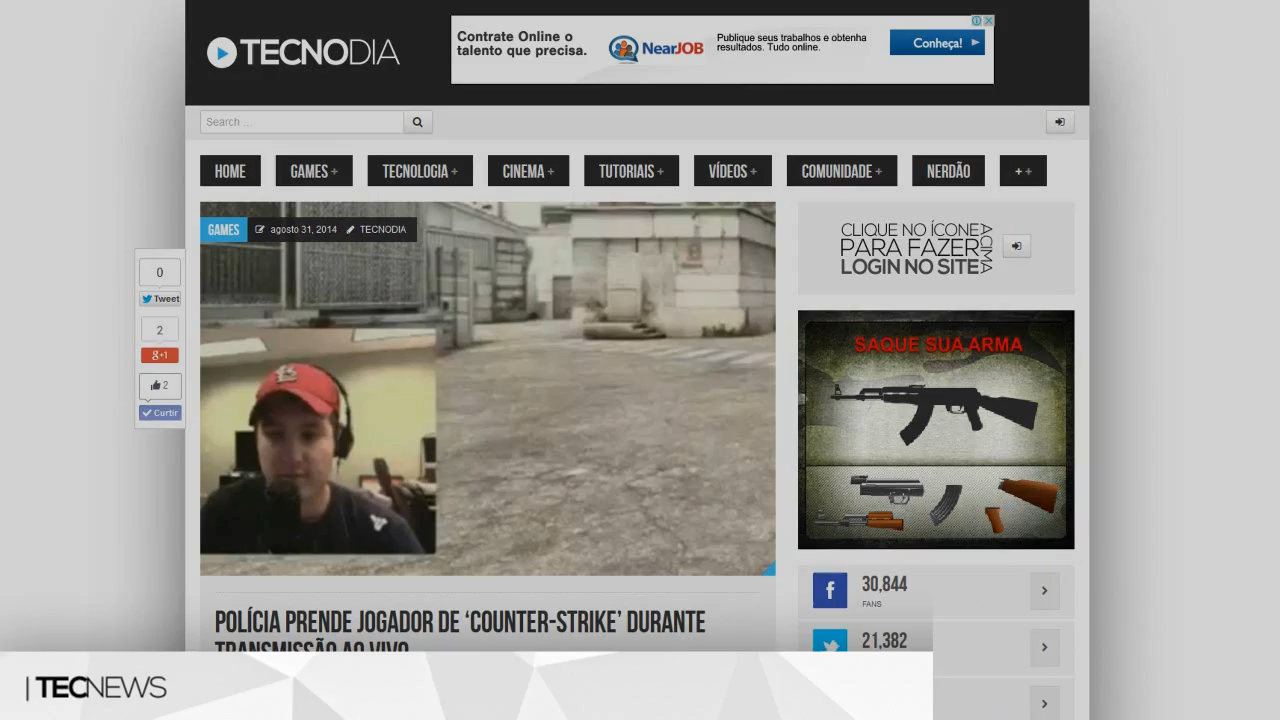 TECNODIA
Contrate Online o
talento que precisa.
NEARJOB
Publique seus trabalhos e obtenha
resultados. Tudo online.
Conheça!
Search ...
HOME
GAMES +
TECNOLOGIA +
CINEMA +
TUTORIAIS +
VÍDEOS +
COMUNIDADE +
NERDÃO
+ +
GAMES
agosto 31, 2014
TECNODIA
CLIQUE NO ÍCONE
PARA FAZER
LOGIN NO SITE
ACIMA
0
Tweet
2
g+1
2
Curtir
SAQUE SUA ARMA
30,844
FANS
21,382
POLÍCIA PRENDE JOGADOR DE ‘COUNTER-STRIKE’ DURANTE
TRANSMISSÃO AO VIVO
| TECNEWS